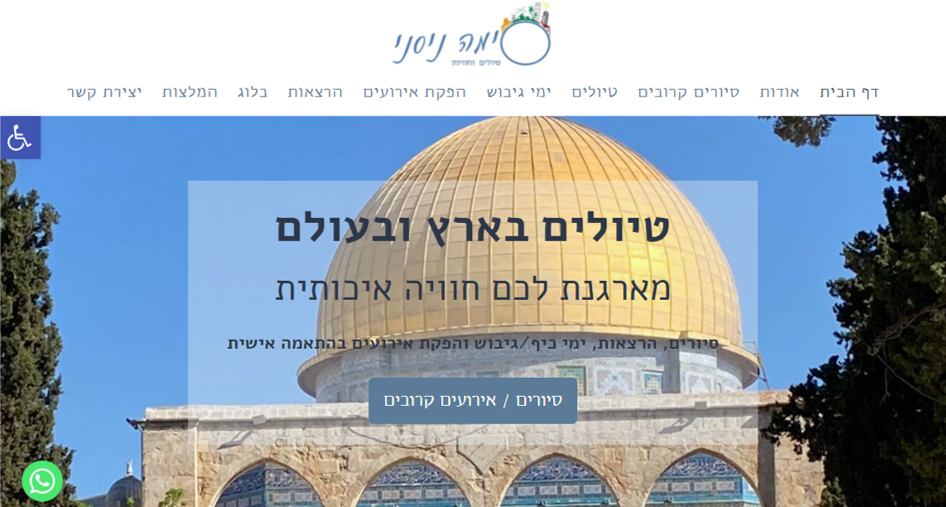 סימה ניסני
טיולים וחוויות
דף הבית אודות סיורים קרובים טיולים ימי גיבוש הפקת אירועים הרצאות בלוג המלצות יצירת קשר
טיולים בארץ ובעולם
מארגנת לכם חוויה איכותית
סיורים, הרצאות, ימי כיף/גיבוש והפקת אירועים בהתאמה אישית
סיורים / אירועים קרובים